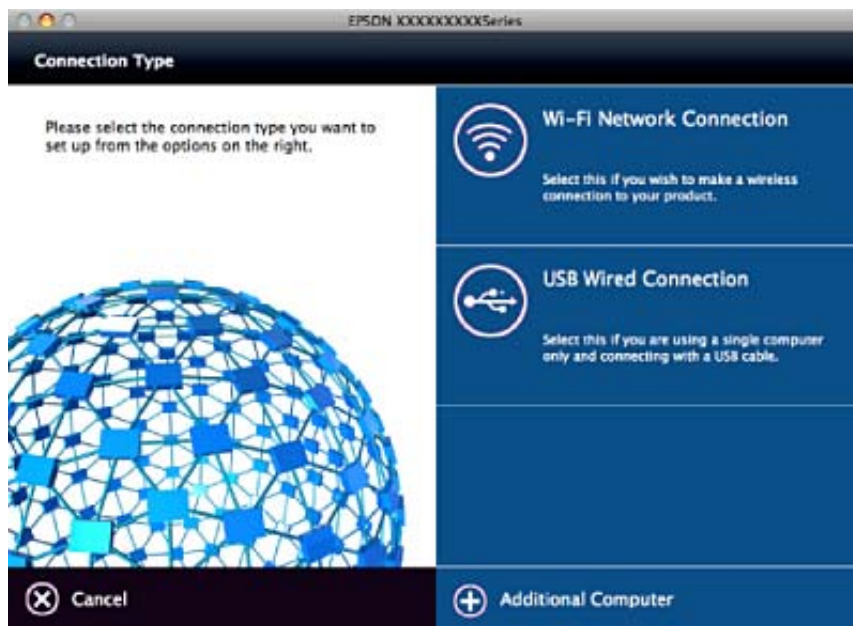 EPSON XXXXXXXXXSeries
Connection Type
Please select the connection type you want to
set up from the options on the right.
Wi-Fi Network Connection
Select this if you wish to make a wireless
connection to your product.
USB Wired Connection
Select this if you are using a single computer
only and connecting with a USB cable.
Cancel
Additional Computer